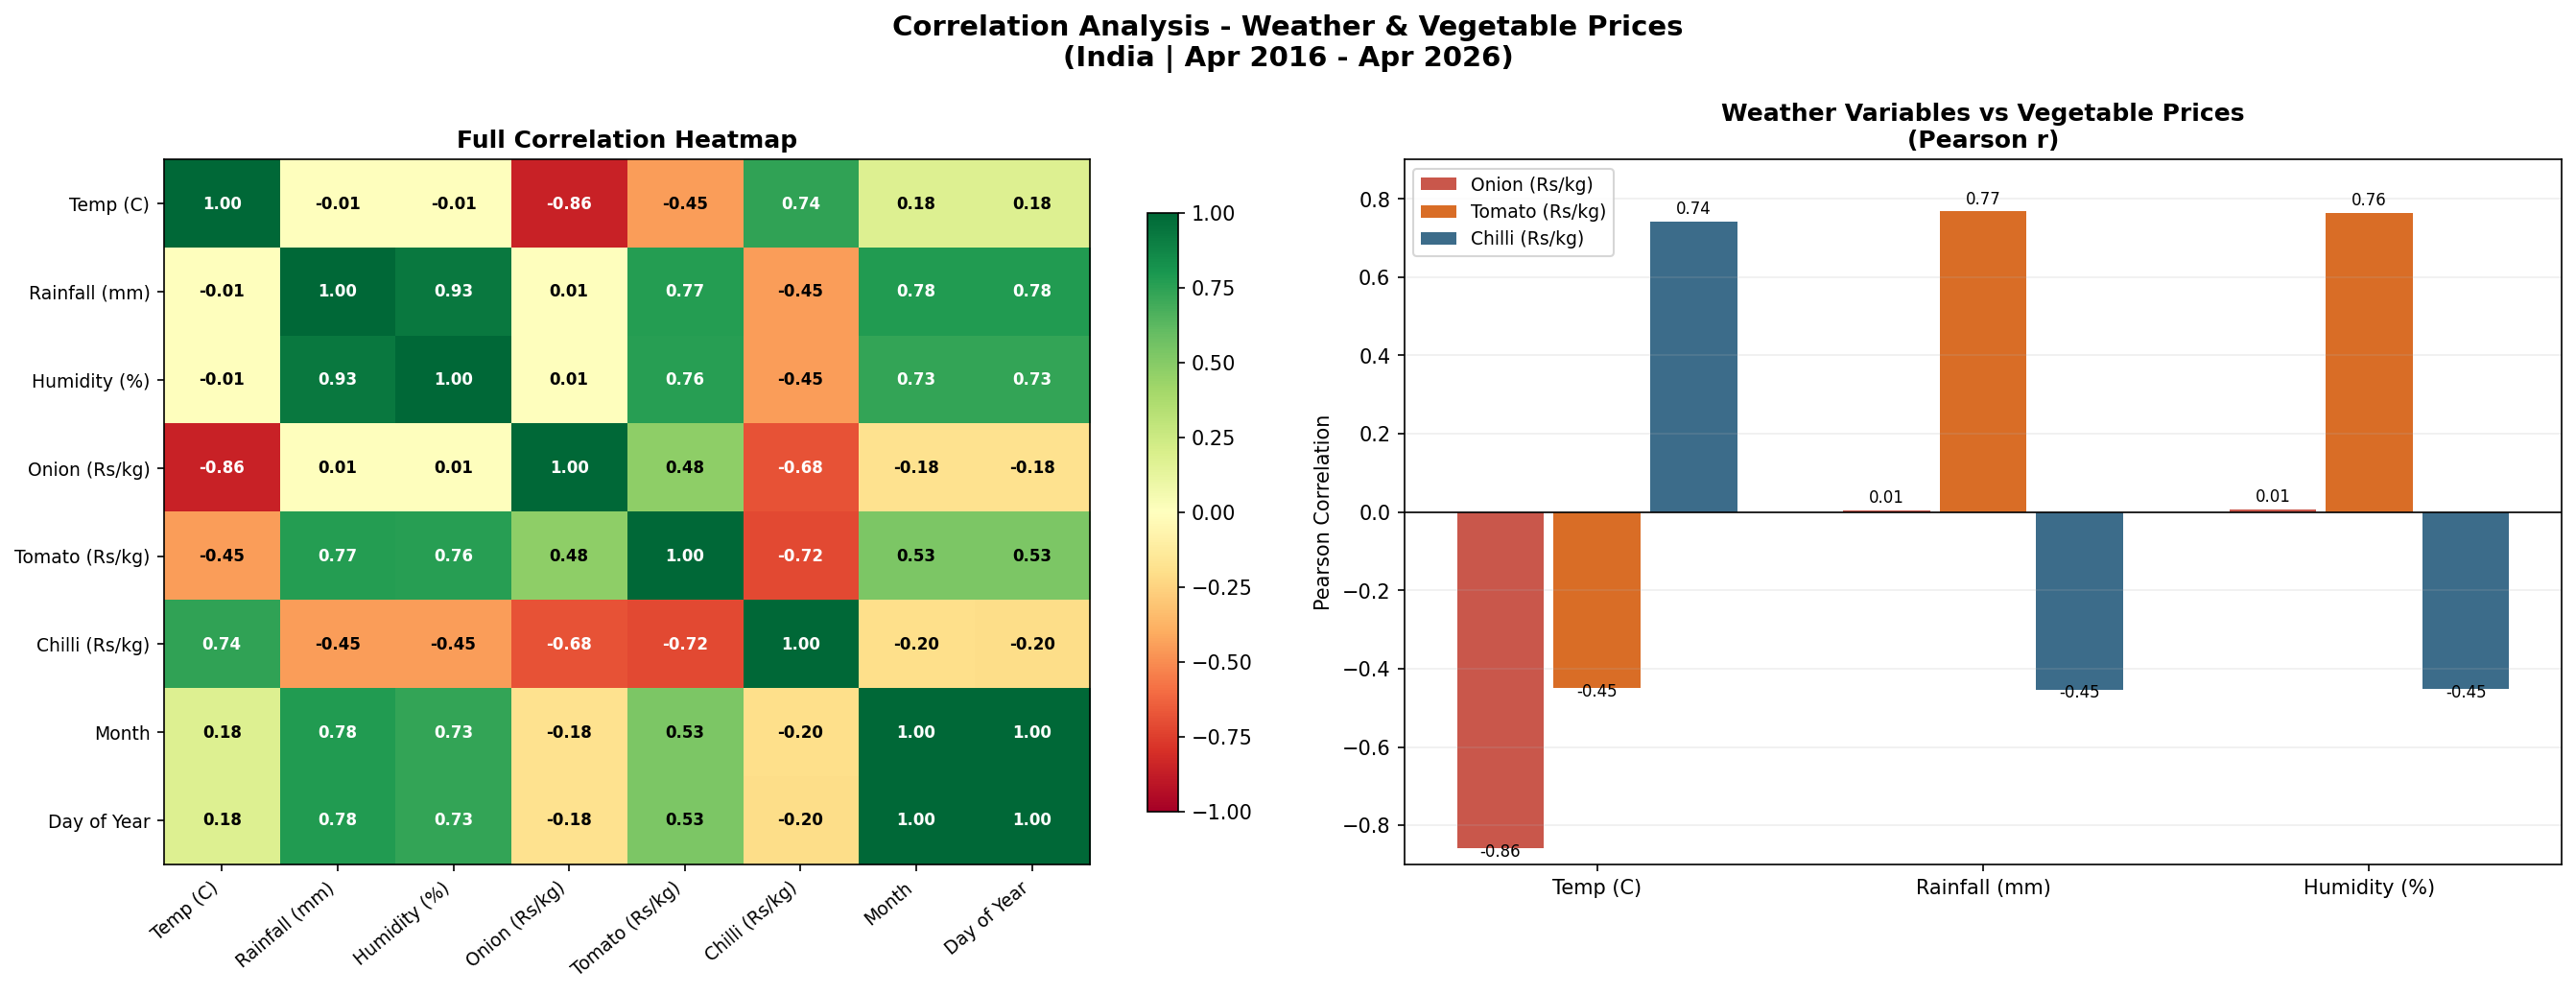 Correlation Analysis - Weather & Vegetable Prices
(India | Apr 2016 - Apr 2026)
Full Correlation Heatmap
Temp (C) 1.00 -0.01 -0.01 -0.86 -0.45 0.74 0.18 0.18
Rainfall (mm) -0.01 1.00 0.93 0.01 0.77 -0.45 0.78 0.78
Humidity (%) -0.01 0.93 1.00 0.01 0.76 -0.45 0.73 0.73
Onion (Rs/kg) -0.86 0.01 0.01 1.00 0.48 -0.68 -0.18 -0.18
Tomato (Rs/kg) -0.45 0.77 0.76 0.48 1.00 -0.72 0.53 0.53
Chilli (Rs/kg) 0.74 -0.45 -0.45 -0.68 -0.72 1.00 -0.20 -0.20
Month 0.18 0.78 0.73 -0.18 0.53 -0.20 1.00 1.00
Day of Year 0.18 0.78 0.73 -0.18 0.53 -0.20 1.00 1.00
Temp (C) Rainfall (mm) Humidity (%) Onion (Rs/kg) Tomato (Rs/kg) Chilli (Rs/kg) Month Day of Year
1.00
0.75
0.50
0.25
0.00
−0.25
−0.50
−0.75
−1.00
Weather Variables vs Vegetable Prices
(Pearson r)
Onion (Rs/kg)
Tomato (Rs/kg)
Chilli (Rs/kg)
Pearson Correlation
0.8
0.6
0.4
0.2
0.0
−0.2
−0.4
−0.6
−0.8
-0.86 -0.45 0.74
0.01 0.77 -0.45
0.01 0.76 -0.45
Temp (C) Rainfall (mm) Humidity (%)